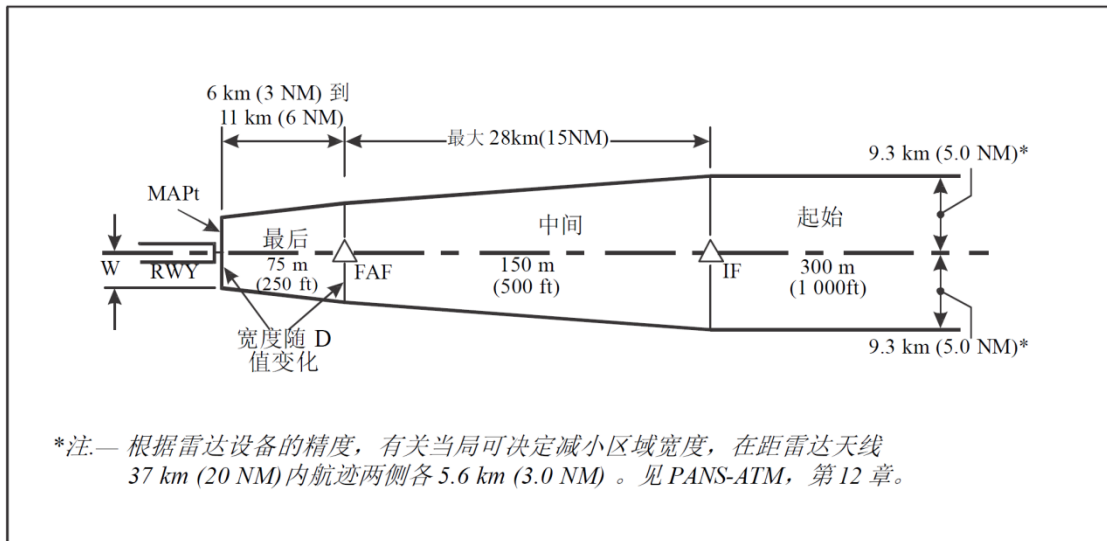 6 km (3 NM) 到
11 km (6 NM)
最大 28km(15NM)
9.3 km (5.0 NM)*
MAPt
起始
中间
最后
W
RWY
75 m
(250 ft)
FAF
150 m
(500 ft)
IF
300 m
(1 000ft)
宽度随 D
值变化
9.3 km (5.0 NM)*
*注.— 根据雷达设备的精度，有关当局可决定减小区域宽度，在距雷达天线
37 km (20 NM) 内航迹两侧各 5.6 km (3.0 NM) 。见 PANS-ATM，第 12 章。